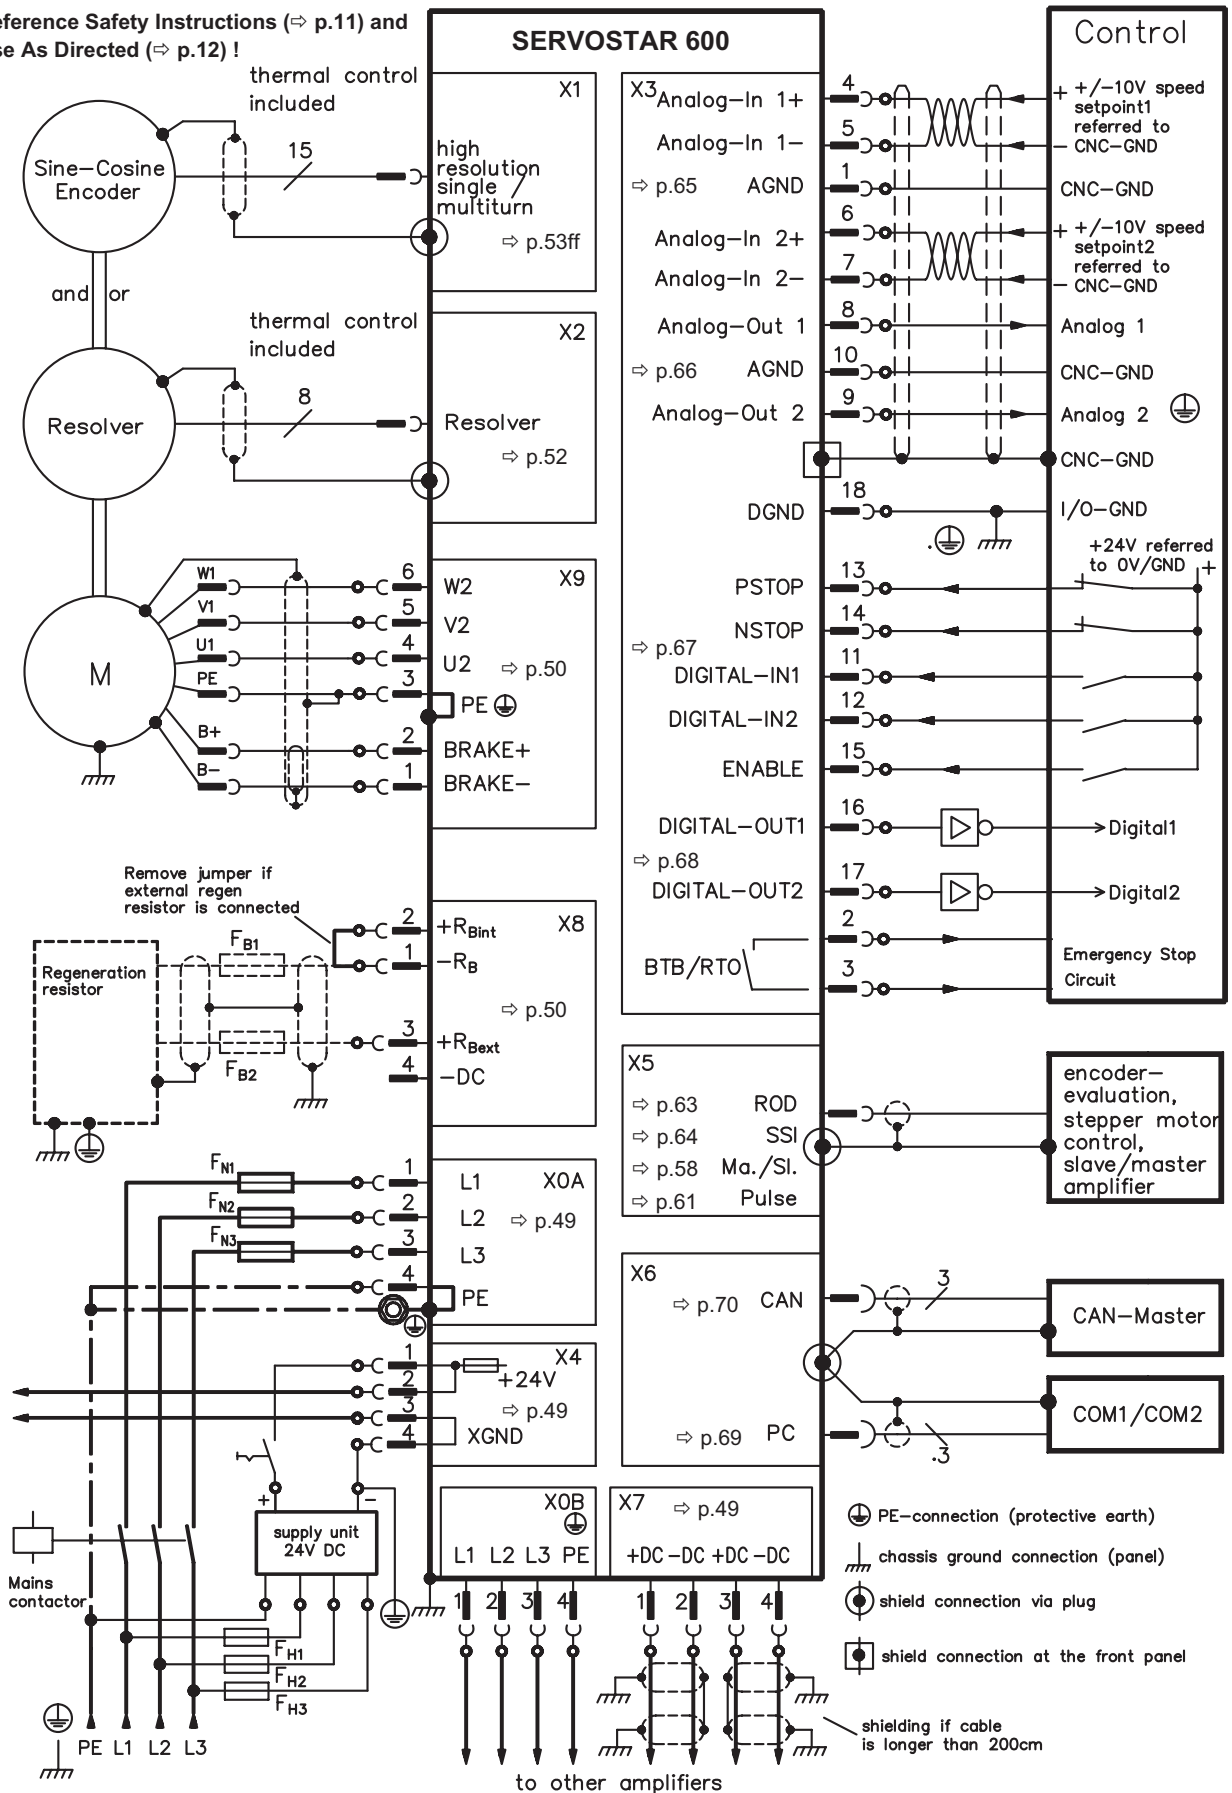 eference Safety Instructions (⇨ p.11) and
se As Directed (⇨ p.12) !
SERVOSTAR 600
Control
thermal control
included
Sine-Cosine
Encoder
15
X1
high
resolution
single
multiturn
⇨ p.53ff
and
or
thermal control
included
Resolver
8
X2
Resolver
⇨ p.52
M
W1
V1
U1
PE
B+
B-
6
5
4
3
2
1
X9
W2
V2
U2
⇨ p.50
PE
BRAKE+
BRAKE-
Remove jumper if
external regen
resistor is connected
Regeneration
resistor
FB1
FB2
2
1
3
4
X8
+RBint
-RB
⇨ p.50
+RBext
-DC
FN1
FN2
FN3
1
2
3
4
L1
X0A
L2
⇨ p.49
L3
PE
1
2
3
4
X4
+24V
⇨ p.49
XGND
+
-
supply unit
24V DC
Mains
contactor
FH1
FH2
FH3
PE
L1
L2
L3
X0B
L1 L2 L3 PE
1 2 3 4
X7
⇨ p.49
+DC -DC +DC -DC
1 2 3 4
to other amplifiers
shielding if cable
is longer than 200cm
X3
Analog-In 1+
4
Analog-In 1-
5
⇨ p.65
AGND
1
Analog-In 2+
6
Analog-In 2-
7
Analog-Out 1
8
⇨ p.66
AGND
10
Analog-Out 2
9
DGND
18
PSTOP
13
NSTOP
14
⇨ p.67
DIGITAL-IN1
11
DIGITAL-IN2
12
ENABLE
15
DIGITAL-OUT1
16
⇨ p.68
DIGITAL-OUT2
17
BTB/RTO
2
3
+ +/-10V speed
setpoint1
referred to
- CNC-GND
CNC-GND
+ +/-10V speed
setpoint2
referred to
- CNC-GND
Analog 1
CNC-GND
Analog 2
CNC-GND
I/O-GND
+24V referred
to 0V/GND
+
Digital1
Digital2
Emergency Stop
Circuit
X5
⇨ p.63
ROD
⇨ p.64
SSI
⇨ p.58
Ma./Sl.
⇨ p.61
Pulse
encoder-
evaluation,
stepper motor
control,
slave/master
amplifier
X6
⇨ p.70
CAN
3
CAN-Master
⇨ p.69
PC
.3
COM1/COM2
PE-connection (protective earth)
chassis ground connection (panel)
shield connection via plug
shield connection at the front panel